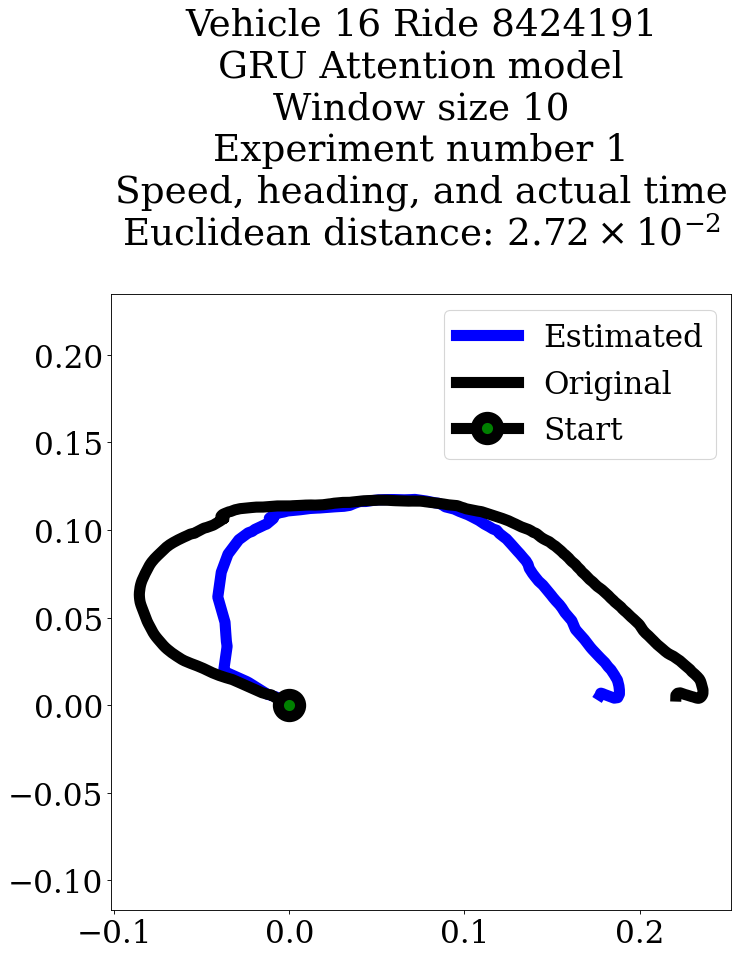 Vehicle 16 Ride 8424191
GRU Attention model
Window size 10
Experiment number 1
Speed, heading, and actual time
Euclidean distance: 2.72 × 10⁻²
Estimated
Original
Start
0.20
0.15
0.10
0.05
0.00
−0.05
−0.10
−0.1 0.0 0.1 0.2